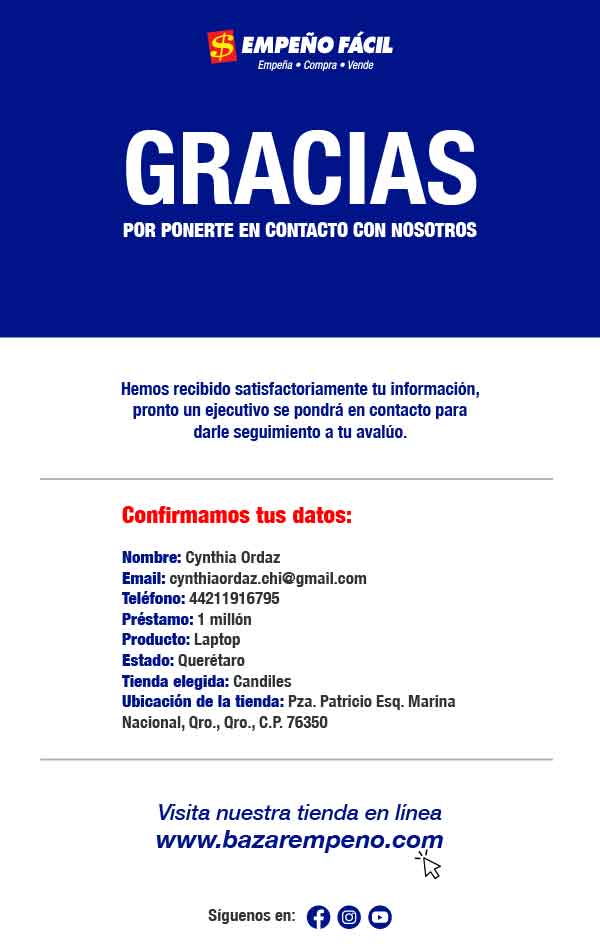 $ EMPEÑO FÁCIL
Empeña • Compra • Vende
GRACIAS
POR PONERTE EN CONTACTO CON NOSOTROS
Hemos recibido satisfactoriamente tu información,
pronto un ejecutivo se pondrá en contacto para
darle seguimiento a tu avalúo.
Confirmamos tus datos:
Nombre: Cynthia Ordaz
Email: cynthiaordaz.chi@gmail.com
Teléfono: 44211916795
Préstamo: 1 millón
Producto: Laptop
Estado: Querétaro
Tienda elegida: Candiles
Ubicación de la tienda: Pza. Patricio Esq. Marina
Nacional, Qro., Qro., C.P. 76350
Visita nuestra tienda en línea
www.bazarempeno.com
Síguenos en: